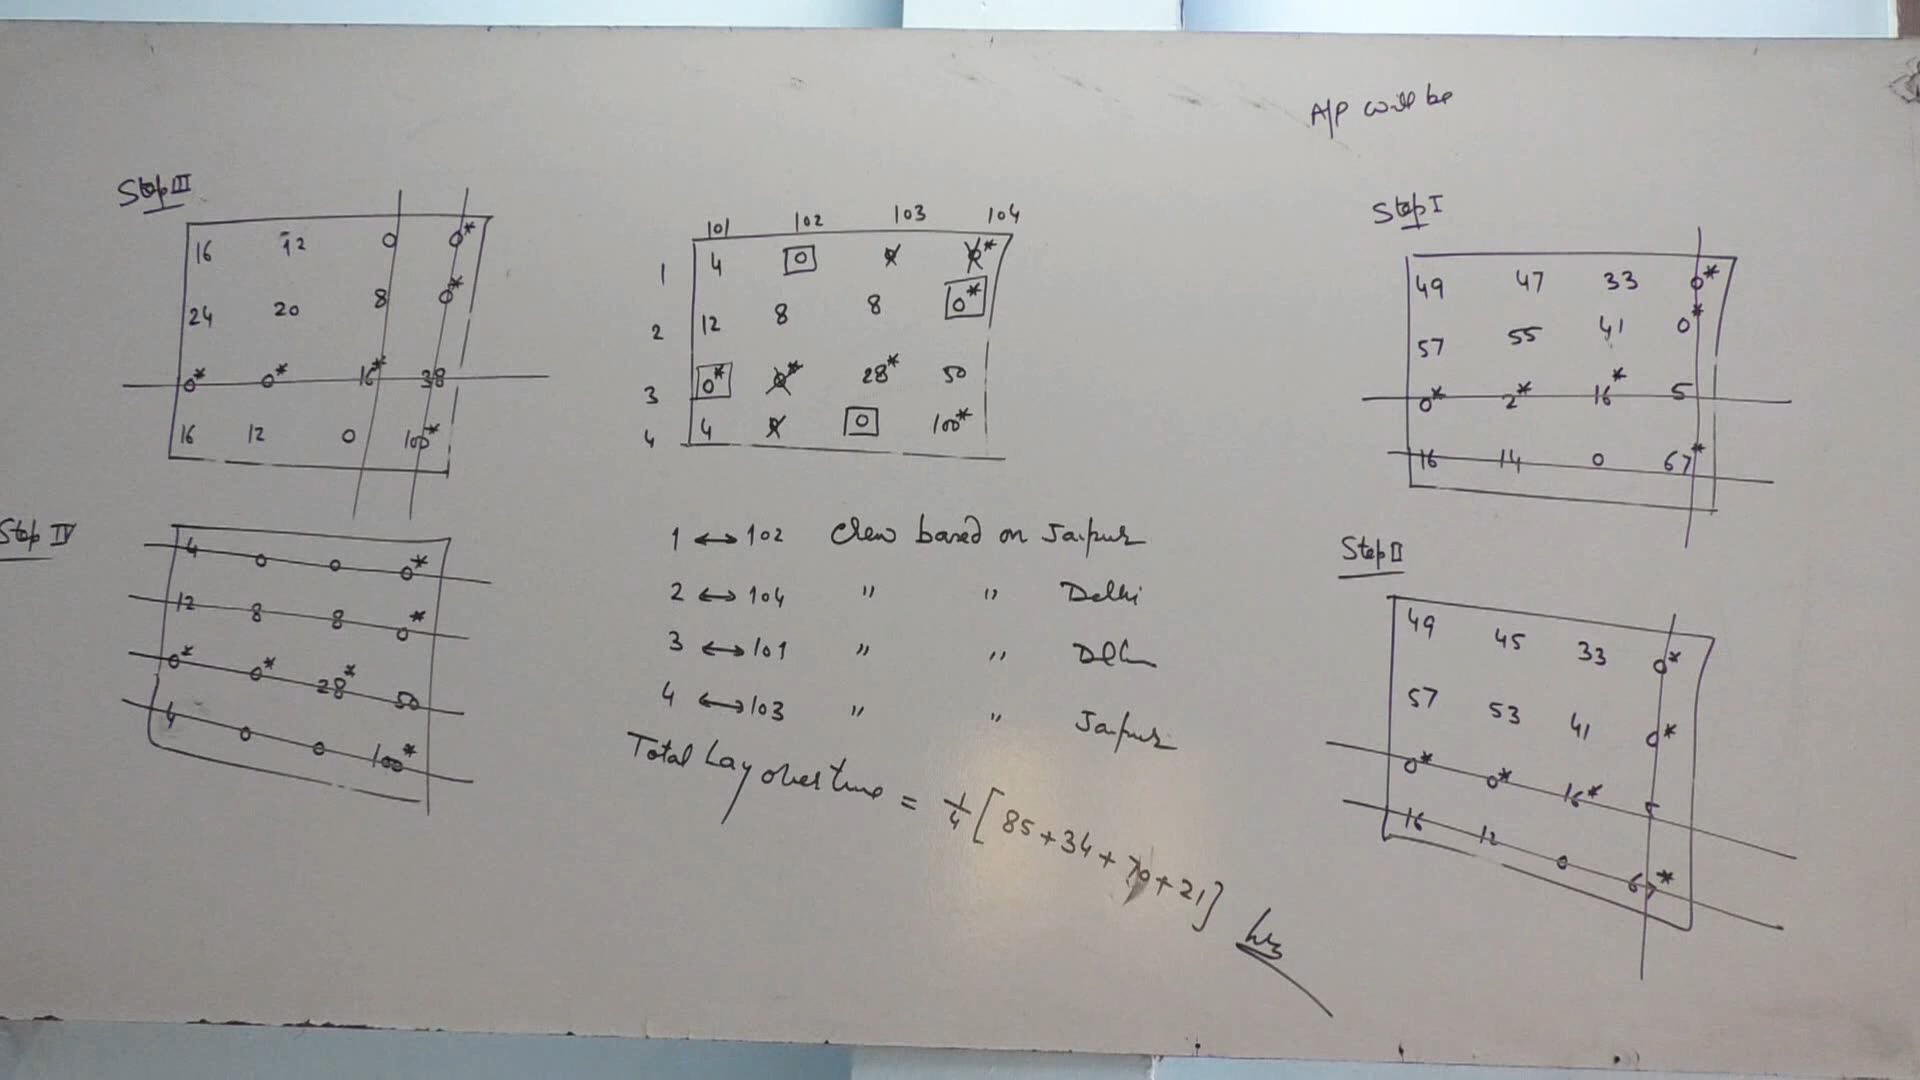 A/P will be
Step I
49 47 33 0*
57 55 41 0*
0* 2* 16* 5
16 14 0 67*
Step II
49 45 33 0*
57 53 41 0*
0* 0* 16* 5
16 12 0 67*
Step III
16 12 0 0*
24 20 8 0*
0* 0* 16* 38
16 12 0 100*
Step IV
4 0 0 0*
12 8 8 0*
0* 0* 28* 50
4 0 0 100*
101 102 103 104
1 4 0 0 0*
2 12 8 8 0*
3 0* 0* 28* 50
4 4 0 0 100*
1 ↔ 102 Crew based on Jaipur
2 ↔ 104 " " Delhi
3 ↔ 101 " " Delhi
4 ↔ 103 " " Jaipur
Total Layover time = 1/4 [85+34+70+21] hrs